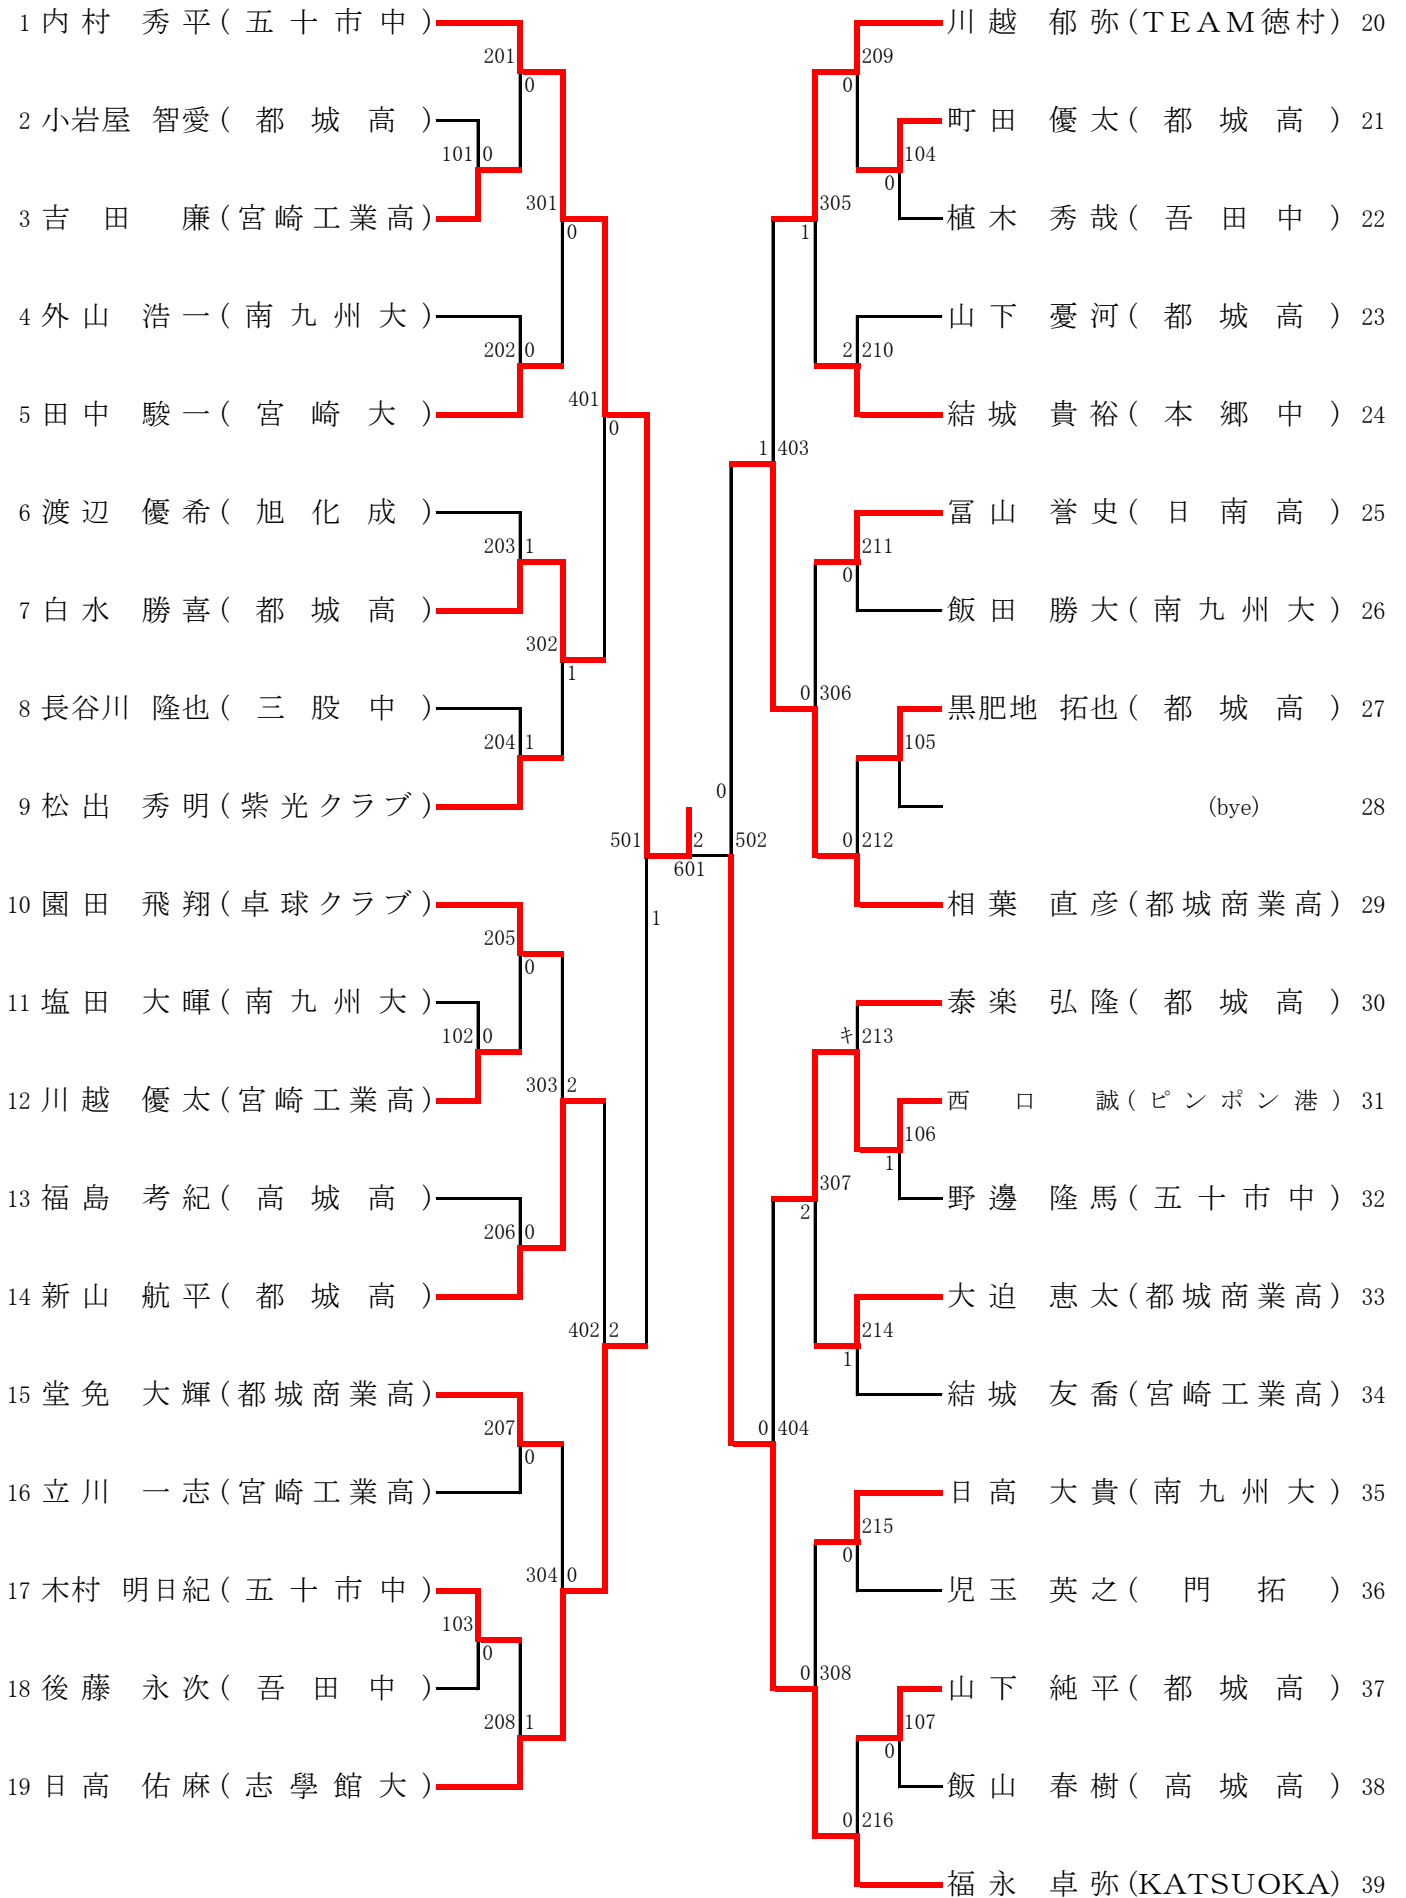 1 内村 秀平 (五十市中)
201
0
2 小岩屋 智愛 (都城高)
101 0
3 吉田 廉 (宮崎工業高)
301
0
4 外山 浩一 (南九州大)
202 0
5 田中 駿一 (宮崎大)
401
0
6 渡辺 優希 (旭化成)
203 1
7 白水 勝喜 (都城高)
302
1
8 長谷川 隆也 (三股中)
204 1
9 松出 秀明 (紫光クラブ)
501
1
10 園田 飛翔 (卓球クラブ)
205
0
11 塩田 大暉 (南九州大)
102 0
12 川越 優太 (宮崎工業高)
303 2
13 福島 考紀 (高城高)
206 0
14 新山 航平 (都城高)
402 2
15 堂免 大輝 (都城商業高)
207
0
16 立川 一志 (宮崎工業高)
304 0
17 木村 明日紀 (五十市中)
103
0
18 後藤 永次 (吾田中)
208 1
19 日高 佑麻 (志學館大)
2
601
川越 郁弥 (TEAM徳村) 20
209
0
町田 優太 (都城高) 21
104
0
植木 秀哉 (吾田中) 22
305
1
山下 憂河 (都城高) 23
2 210
結城 貴裕 (本郷中) 24
1 403
冨山 誉史 (日南高) 25
211
0
飯田 勝大 (南九州大) 26
0 306
黒肥地 拓也 (都城高) 27
105
(bye) 28
0
502
0 212
相葉 直彦 (都城商業高) 29
泰楽 弘隆 (都城高) 30
キ 213
西口 誠 (ピンポン港) 31
106
1
野邊 隆馬 (五十市中) 32
307
2
大迫 恵太 (都城商業高) 33
214
1
結城 友喬 (宮崎工業高) 34
0 404
日高 大貴 (南九州大) 35
215
0
児玉 英之 (門拓) 36
0 308
山下 純平 (都城高) 37
107
0
飯山 春樹 (高城高) 38
0 216
福永 卓弥 (KATSUOKA) 39